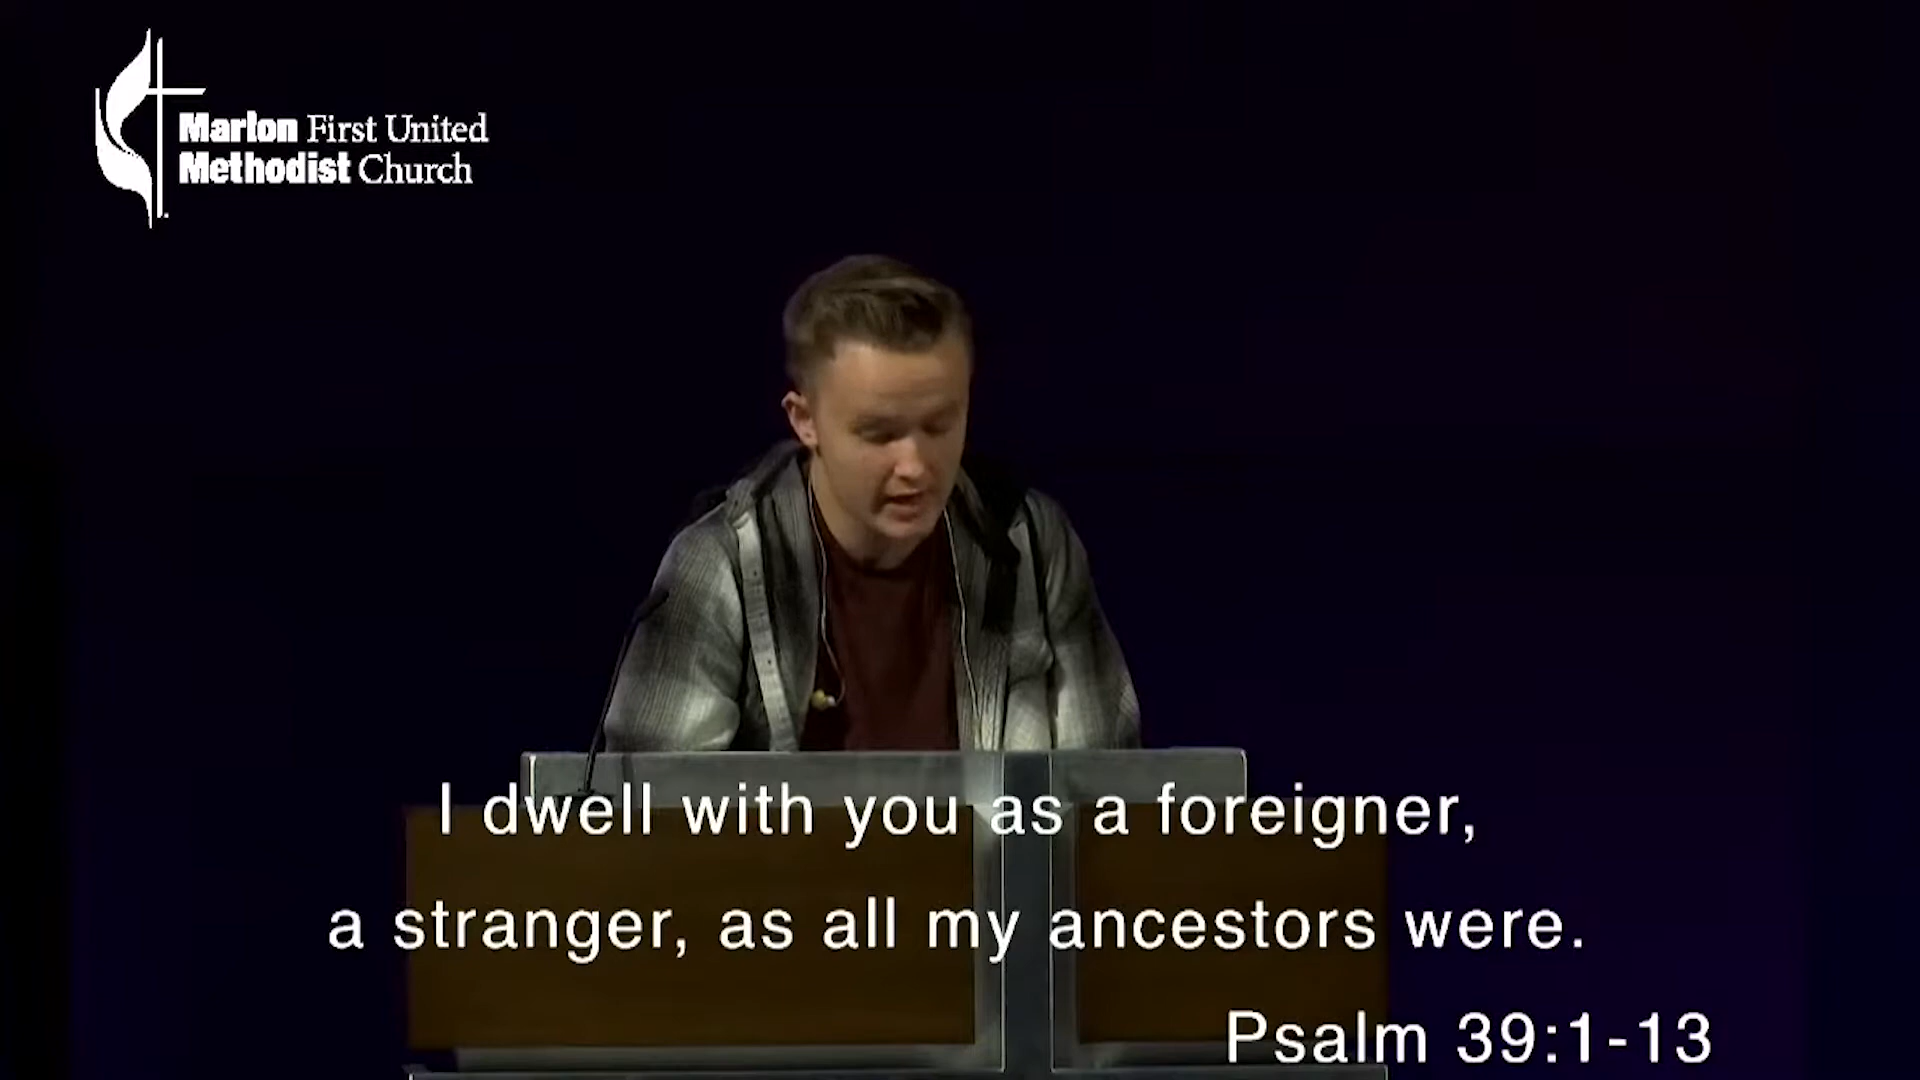 Marion First United
Methodist Church
I dwell with you as a foreigner,
a stranger, as all my ancestors were.
Psalm 39:1-13